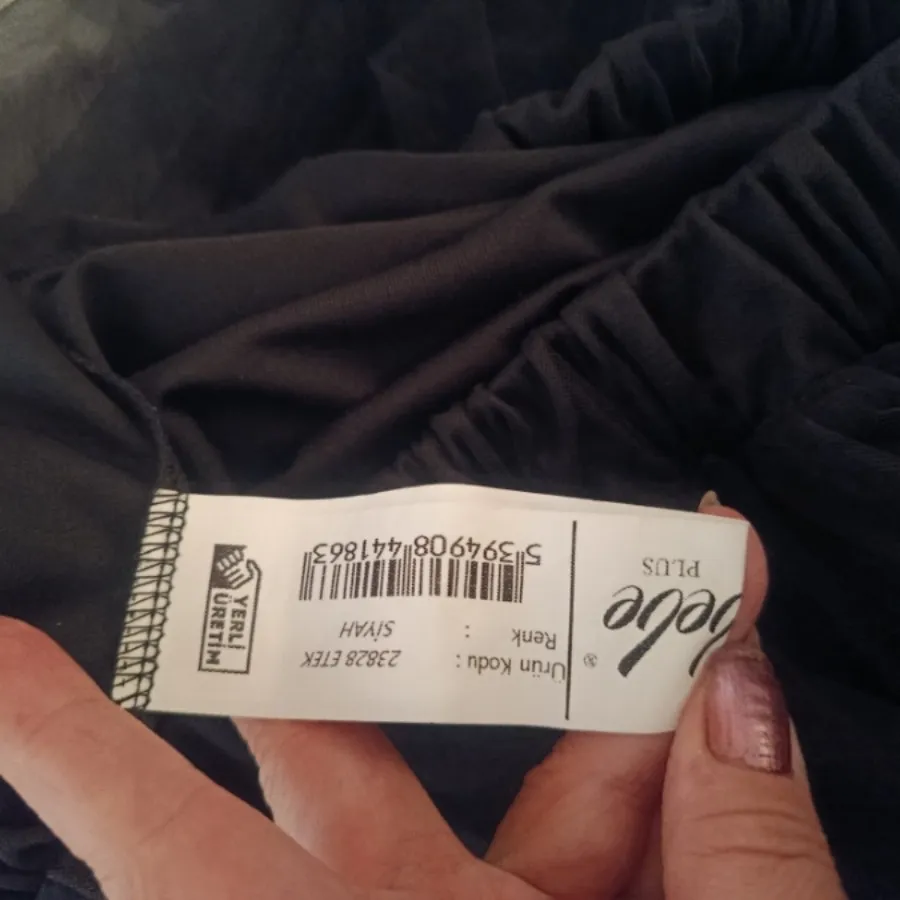 PLUS
®
Ürün Kodu : 23828 ETEK
Renk : SİYAH
5 394908 441863
YERLİ
ÜRETİM